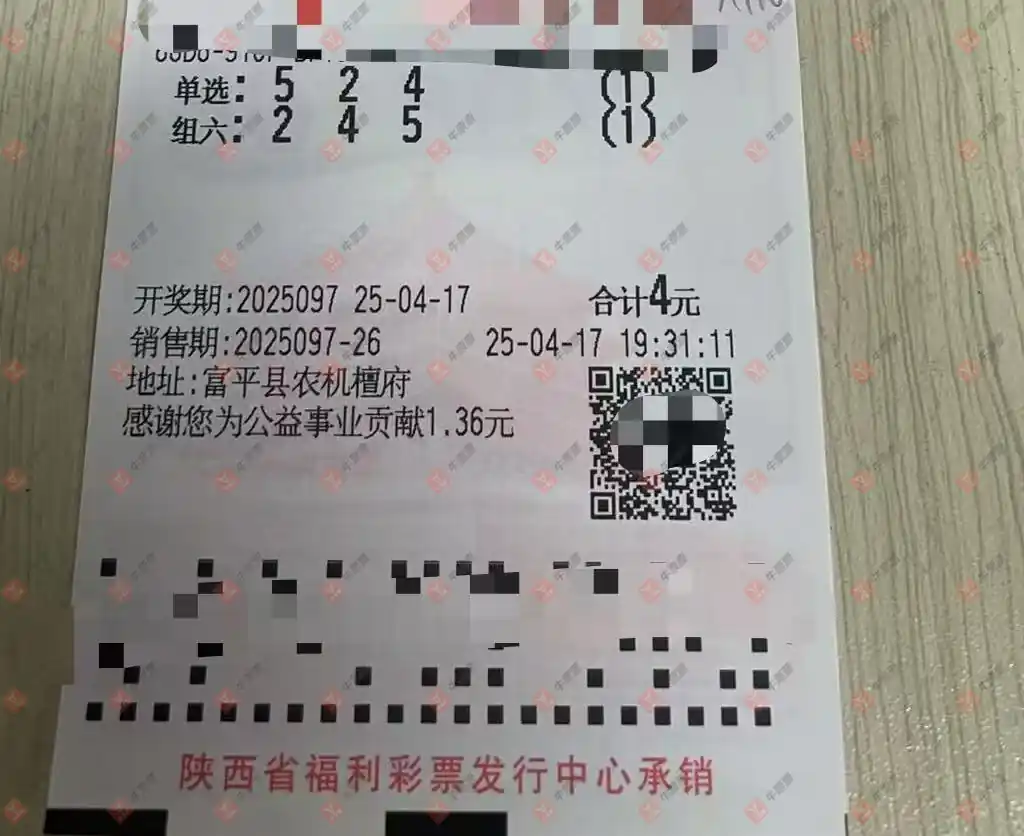 单选: 5 2 4 (1)
组六: 2 4 5 (1)
开奖期:2025097 25-04-17 合计4元
销售期:2025097-26 25-04-17 19:31:11
地址:富平县农机檀府
感谢您为公益事业贡献1.36元
陕西省福利彩票发行中心承销